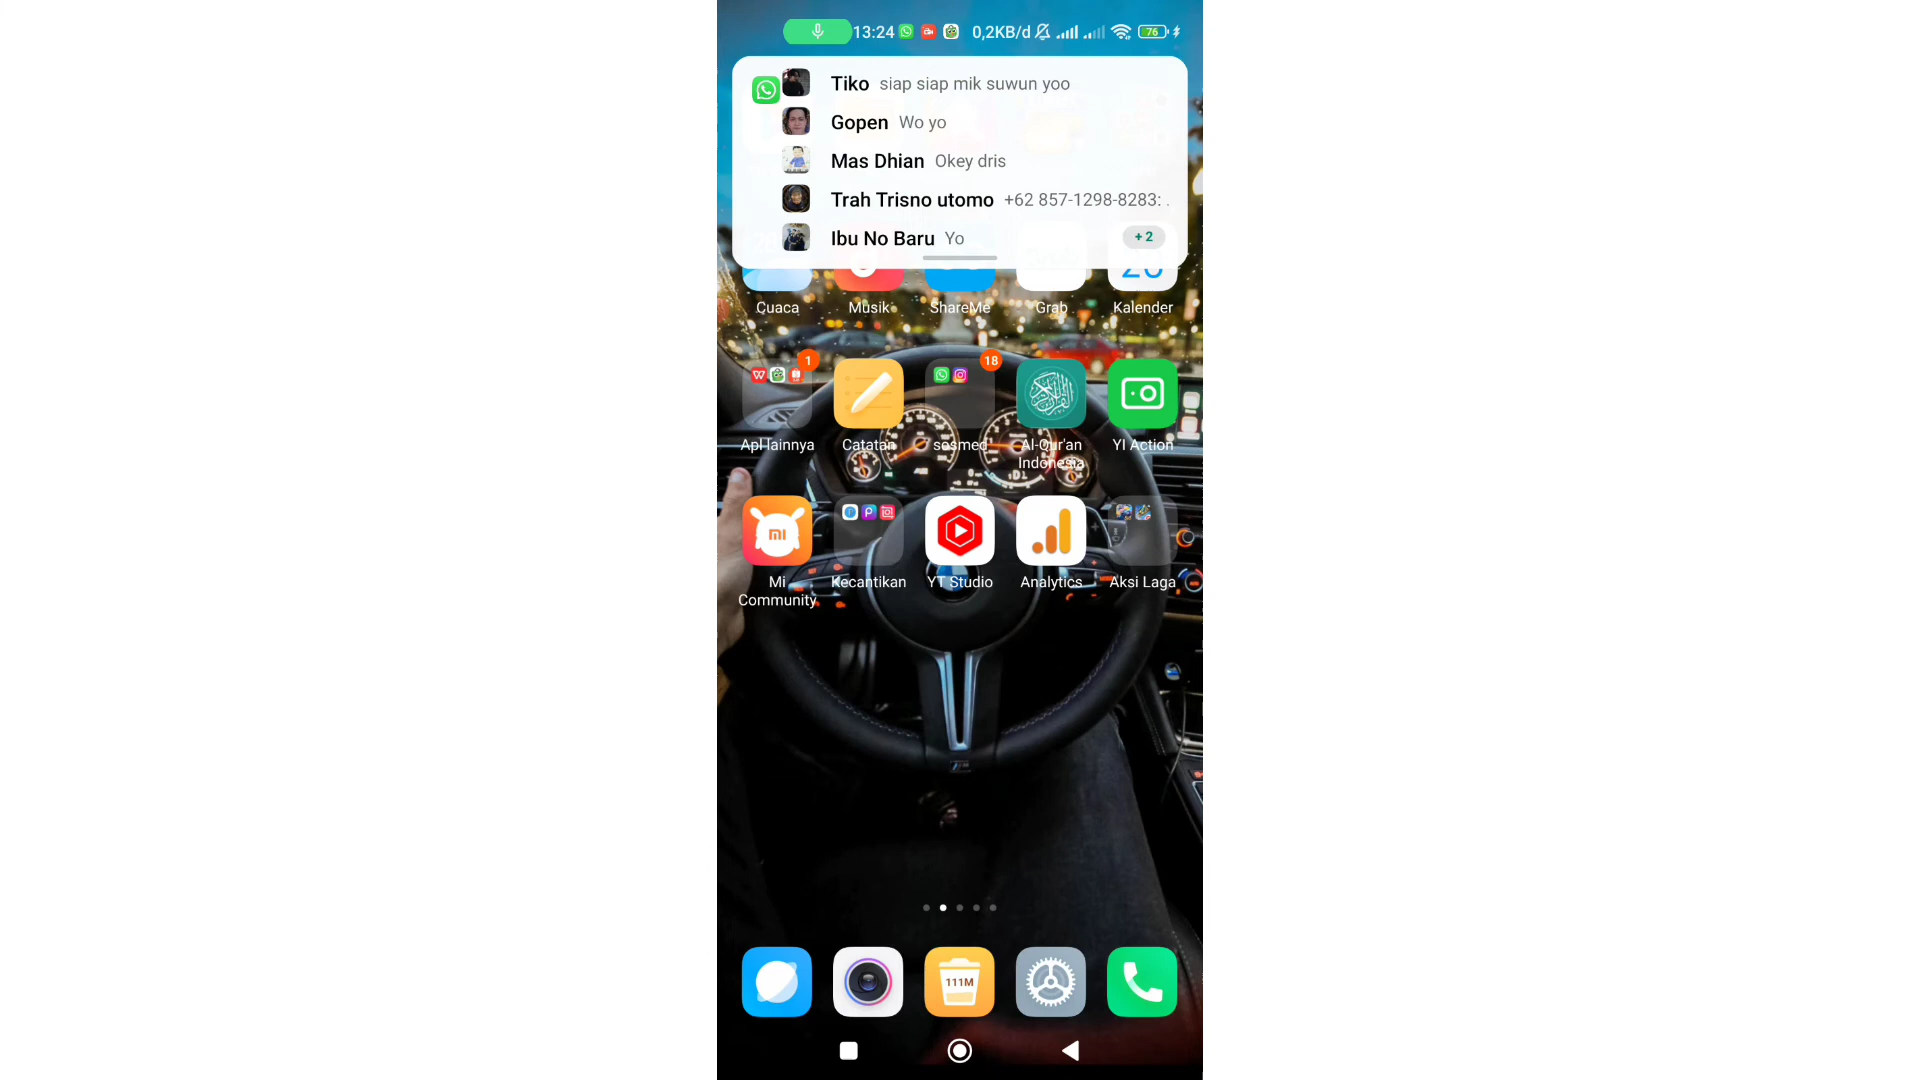 13:24 0,2KB/d 76
Tiko siap siap mik suwun yoo
Gopen Wo yo
Mas Dhian Okey dris
Trah Trisno utomo +62 857-1298-8283: .
Ibu No Baru Yo +2
Cuaca Musik ShareMe Grab Kalender
1 18
Apl lainnya Catatan sosmed Al-Qur'an Indonesia YI Action
mi
Mi Community Kecantikan YT Studio Analytics Aksi Laga
111M